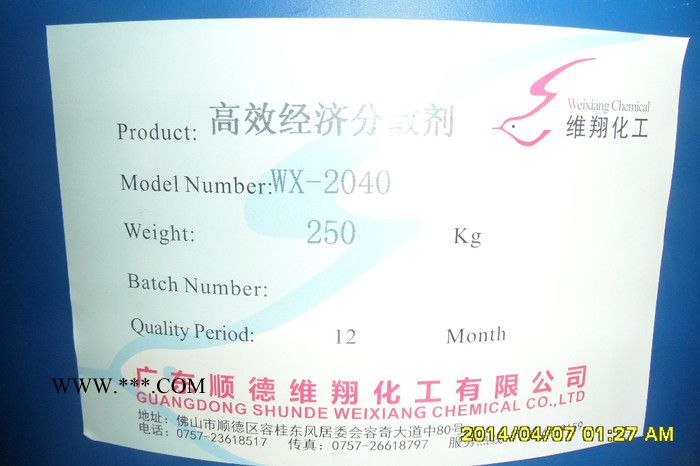 Weixiang Chemical
维翔化工
Product: 高效经济分散剂
Model Number: WX-2040
Weight: 250 Kg
Batch Number:
Quality Period: 12 Month
广东顺德维翔化工有限公司
WWW.***.COM
GUANGDONG SHUNDE WEIXIANG CHEMICAL CO.,LTD
地址: 佛山市顺德区容桂东风居委会容奇大道中80号
电话: 0757-23618517 传真: 0757-26618797 服务热线
2014/04/07 01:27 AM